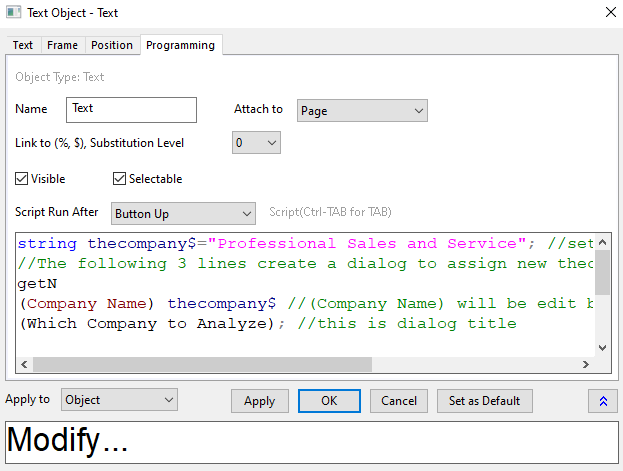 Text Object - Text
Text Frame Position Programming
Object Type: Text
Name Text Attach to Page
Link to (%, $), Substitution Level 0
Visible Selectable
Script Run After Button Up Script(Ctrl-TAB for TAB)
string thecompany$="Professional Sales and Service"; //set
//The following 3 lines create a dialog to assign new thec
getN
(Company Name) thecompany$ //(Company Name) will be edit b
(Which Company to Analyze); //this is dialog title
Apply to Object Apply OK Cancel Set as Default
Modify...